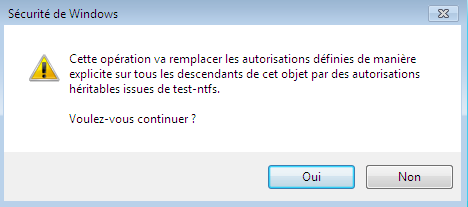 Sécurité de Windows
Cette opération va remplacer les autorisations définies de manière
explicite sur tous les descendants de cet objet par des autorisations
héritables issues de test-ntfs.
Voulez-vous continuer ?
Oui
Non